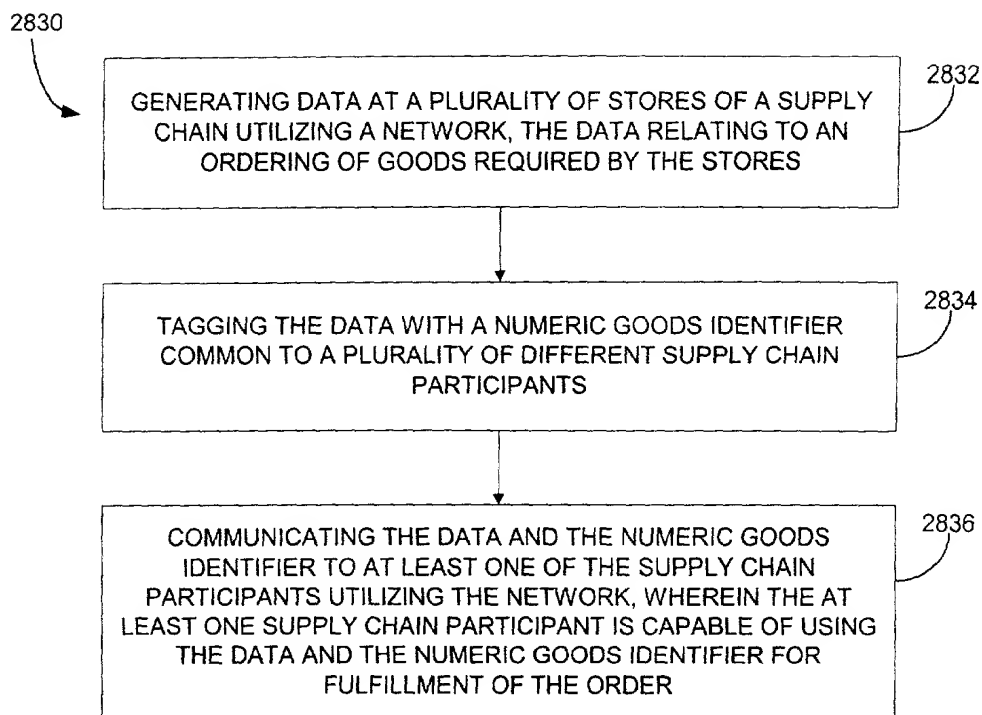 2830
2832
GENERATING DATA AT A PLURALITY OF STORES OF A SUPPLY
CHAIN UTILIZING A NETWORK, THE DATA RELATING TO AN
ORDERING OF GOODS REQUIRED BY THE STORES
2834
TAGGING THE DATA WITH A NUMERIC GOODS IDENTIFIER
COMMON TO A PLURALITY OF DIFFERENT SUPPLY CHAIN
PARTICIPANTS
2836
COMMUNICATING THE DATA AND THE NUMERIC GOODS
IDENTIFIER TO AT LEAST ONE OF THE SUPPLY CHAIN
PARTICIPANTS UTILIZING THE NETWORK, WHEREIN THE AT
LEAST ONE SUPPLY CHAIN PARTICIPANT IS CAPABLE OF USING
THE DATA AND THE NUMERIC GOODS IDENTIFIER FOR
FULFILLMENT OF THE ORDER